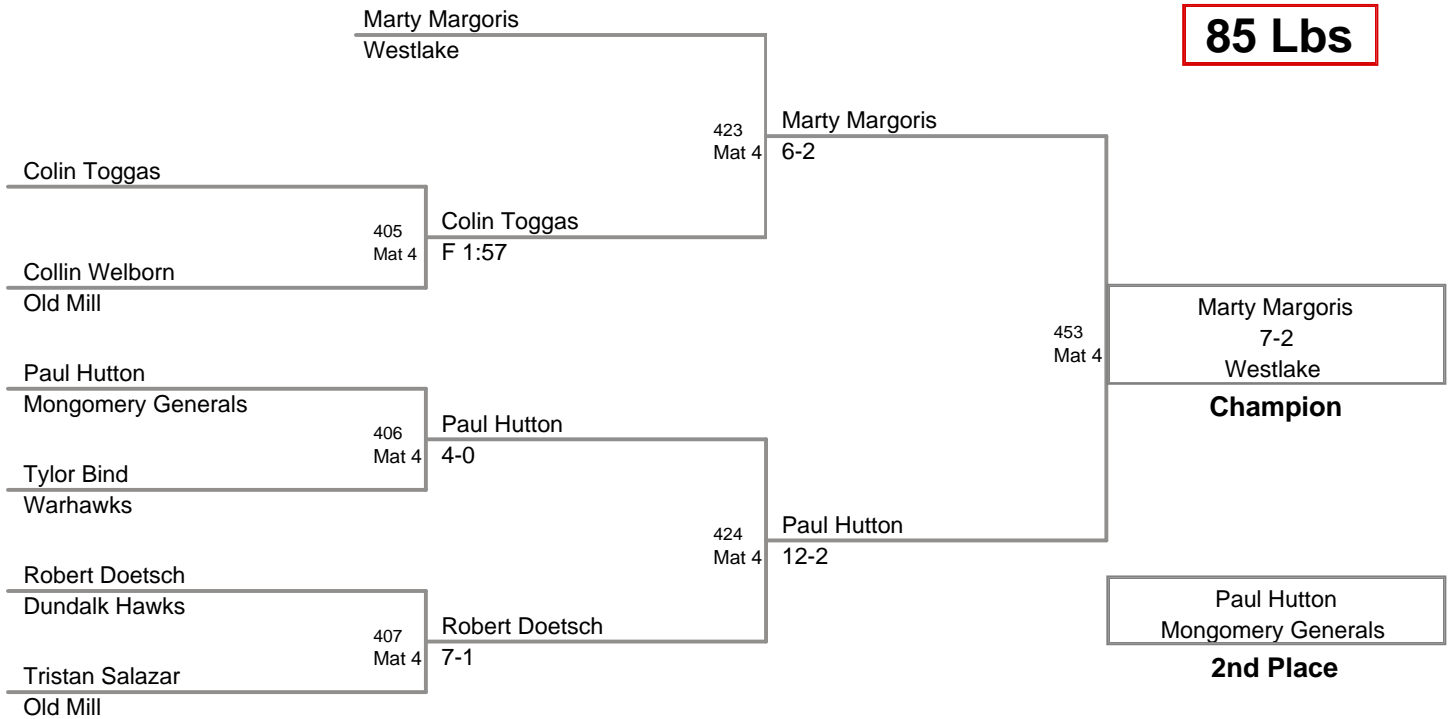 Marty Margoris
Westlake
85 Lbs
423
Mat 4
Marty Margoris
6-2
Colin Toggas
405
Mat 4
Colin Toggas
F 1:57
Collin Welborn
Old Mill
453
Mat 4
Marty Margoris
7-2
Westlake
Champion
Paul Hutton
Mongomery Generals
406
Mat 4
Paul Hutton
4-0
Tylor Bind
Warhawks
424
Mat 4
Paul Hutton
12-2
Robert Doetsch
Dundalk Hawks
407
Mat 4
Robert Doetsch
7-1
Paul Hutton
Mongomery Generals
2nd Place
Tristan Salazar
Old Mill